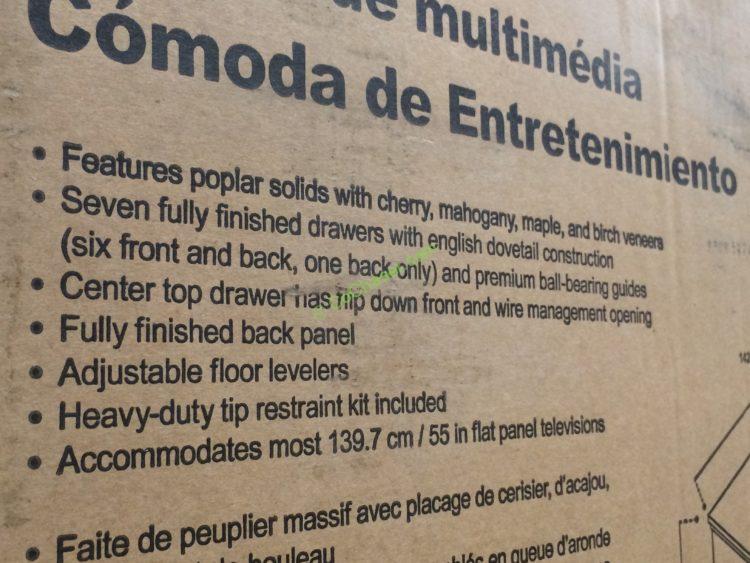 de multimédia
Cómoda de Entretenimiento
• Features poplar solids with cherry, mahogany, maple, and birch veneers
• Seven fully finished drawers with english dovetail construction
(six front and back, one back only) and premium ball-bearing guides
• Center top drawer has flip down front and wire management opening
• Fully finished back panel
• Adjustable floor levelers
• Heavy-duty tip restraint kit included
• Accommodates most 139.7 cm / 55 in flat panel televisions
• Faite de peuplier massif avec placage de cerisier, d'acajou,
bouleau
en queue d'aronde